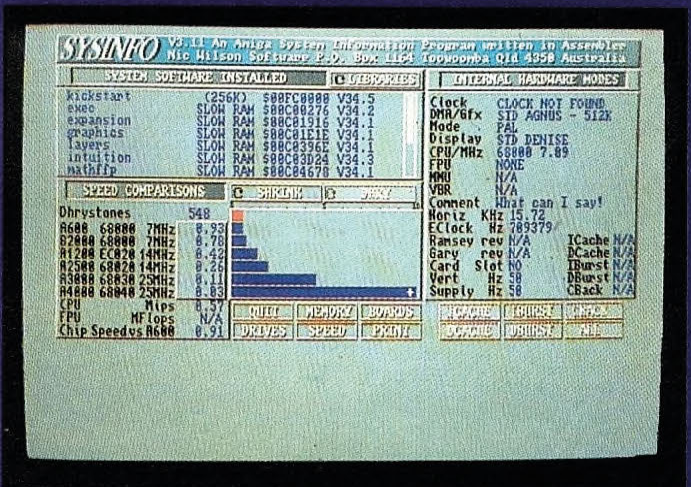 SYSINFO V3.11 An Amiga System Information Program written in Assembler
Nic Wilson Software P.O. Box 1164 Toowoomba Qld 4350 Australia
SYSTEM SOFTWARE INSTALLED
LIBRARIES
kickstart (256K) $00FC0000 V34.5
exec SLOW RAM $00C00276 V34.2
expansion SLOW RAM $00C01916 V34.1
graphics SLOW RAM $00C01E1E V34.1
layers SLOW RAM $00C0396E V34.1
intuition SLOW RAM $00C03D24 V34.3
mathffp SLOW RAM $00C04678 V34.1
SPEED COMPARISONS
SHRINK
Dhrystones 548
A600 68000 7MHz 0.93
B2000 68000 7MHz 0.78
A1200 EC020 14MHz 0.42
A2500 68020 14MHz 0.26
A3000 68030 25MHz 0.11
A4000 68040 25MHz 0.03
CPU Mips 0.57
FPU MFlops N/A
Chip Speed vs A600 0.91
QUIT MEMORY BOARDS
DRIVES SPEED PRINT
INTERNAL HARDWARE MODES
Clock CLOCK NOT FOUND
DMA/Gfx STD AGNUS - 512K
Mode PAL
Display STD DENISE
CPU/MHz 68000 7.09
FPU NONE
MMU N/A
VBR N/A
Comment What can I say!
Horiz KHz 15.72
EClock Hz 709379
Ramsey rev N/A ICache N/A
Gary rev N/A DCache N/A
Card Slot NO IBurst N/A
Vert Hz 50 DBurst N/A
Supply Hz 50 CBack N/A
ICACHE IBURST CBACK
DCACHE DBURST ALL